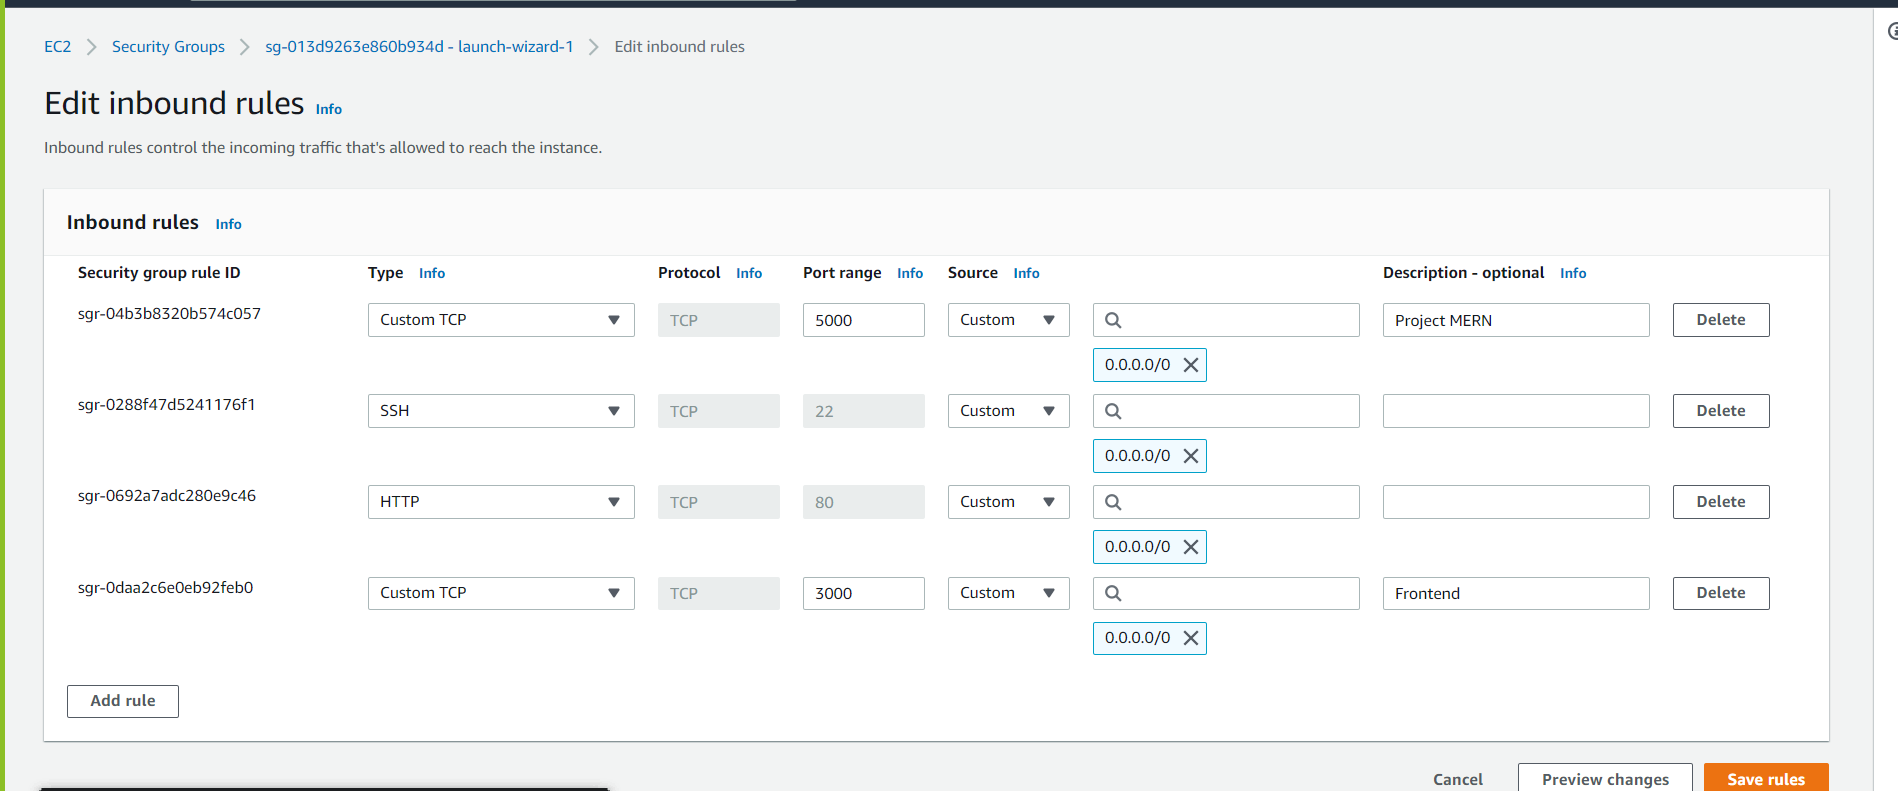 EC2 Security Groups sg-013d9263e860b934d - launch-wizard-1 Edit inbound rules
Edit inbound rules Info
Inbound rules control the incoming traffic that's allowed to reach the instance.
Inbound rules Info
Security group rule ID Type Info Protocol Info Port range Info Source Info Description - optional Info
sgr-04b3b8320b574c057 Custom TCP TCP 5000 Custom Project MERN Delete
0.0.0.0/0
sgr-0288f47d5241176f1 SSH TCP 22 Custom Delete
0.0.0.0/0
sgr-0692a7adc280e9c46 HTTP TCP 80 Custom Delete
0.0.0.0/0
sgr-0daa2c6e0eb92feb0 Custom TCP TCP 3000 Custom Frontend Delete
0.0.0.0/0
Add rule
Cancel Preview changes Save rules